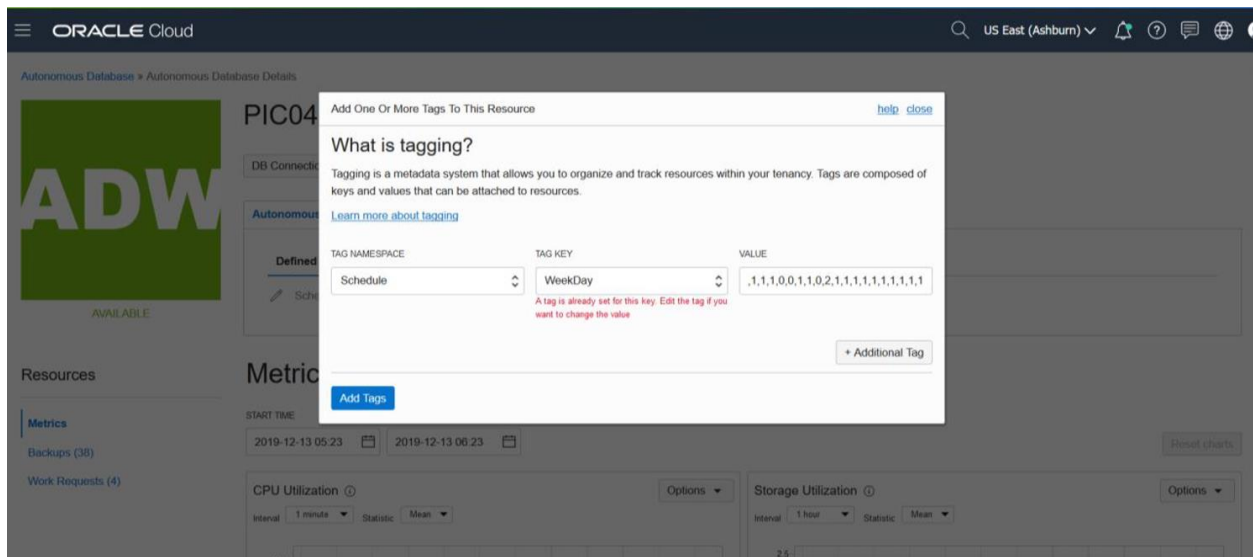 ORACLE Cloud
US East (Ashburn)
Autonomous Database » Autonomous Database Details
ADW
AVAILABLE
PIC04
DB Connectio
Autonomous
Defined
Sche
Add One Or More Tags To This Resource
help close
What is tagging?
Tagging is a metadata system that allows you to organize and track resources within your tenancy. Tags are composed of
keys and values that can be attached to resources.
Learn more about tagging
TAG NAMESPACE TAG KEY VALUE
Schedule WeekDay ,1,1,1,0,0,1,1,0,2,1,1,1,1,1,1,1,1,1,1
A tag is already set for this key. Edit the tag if you
want to change the value
+ Additional Tag
Add Tags
Resources
Metrics
Backups (38)
Work Requests (4)
Metric
START TIME
2019-12-13 05:23 2019-12-13 06:23
Reset charts
CPU Utilization Options
Interval 1 minute Statistic Mean
Storage Utilization Options
Interval 1 hour Statistic Mean
2.5